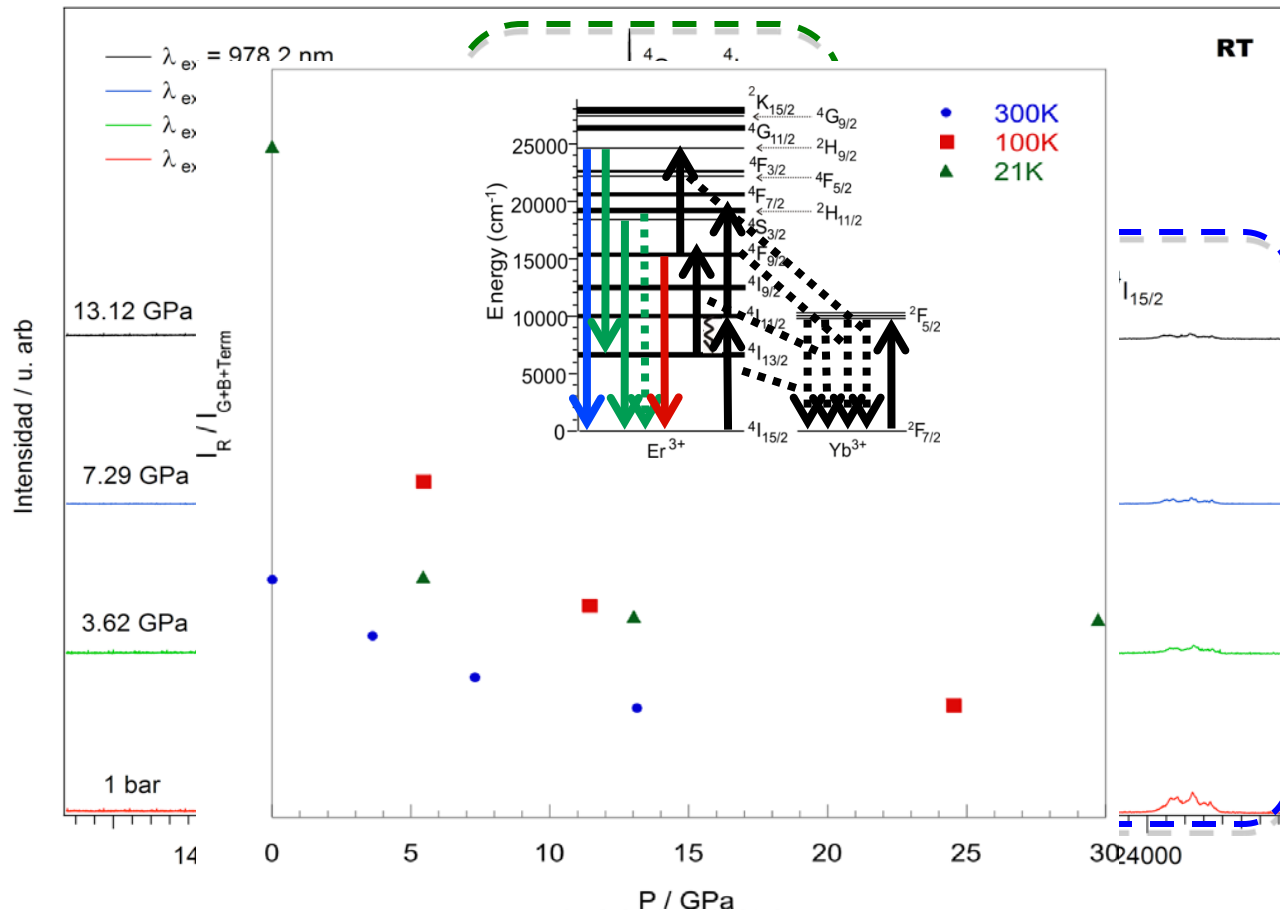 λ ex = 978.2 nm
λ ex
λ ex
λ ex
RT
300K
100K
21K
²K15/2
⁴G9/2
⁴G11/2
²H9/2
⁴F3/2
⁴F5/2
⁴F7/2
²H11/2
⁴S3/2
⁴F9/2
⁴I9/2
⁴I11/2
²F5/2
⁴I13/2
⁴I15/2
²F7/2
Er³⁺
Yb³⁺
Energy (cm⁻¹)
25000
20000
15000
10000
5000
0
I15/2
13.12 GPa
7.29 GPa
3.62 GPa
1 bar
Intensidad / u. arb
IR / IG+B+Term
14
0
5
10
15
20
25
30
24000
P / GPa